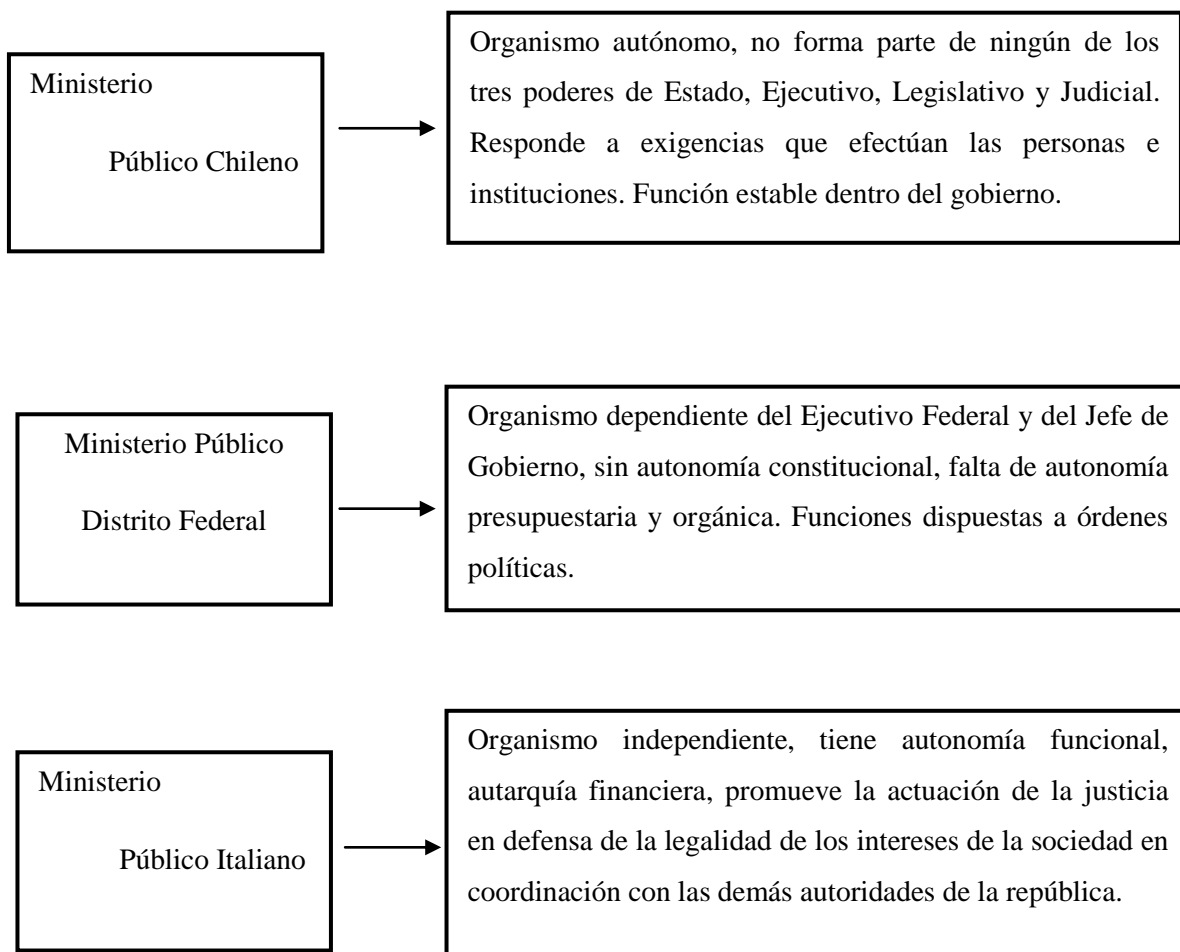 Ministerio
Público Chileno
Organismo autónomo, no forma parte de ningún de los
tres poderes de Estado, Ejecutivo, Legislativo y Judicial.
Responde a exigencias que efectúan las personas e
instituciones. Función estable dentro del gobierno.
Ministerio Público
Distrito Federal
Organismo dependiente del Ejecutivo Federal y del Jefe de
Gobierno, sin autonomía constitucional, falta de autonomía
presupuestaria y orgánica. Funciones dispuestas a órdenes
políticas.
Ministerio
Público Italiano
Organismo independiente, tiene autonomía funcional,
autarquía financiera, promueve la actuación de la justicia
en defensa de la legalidad de los intereses de la sociedad en
coordinación con las demás autoridades de la república.